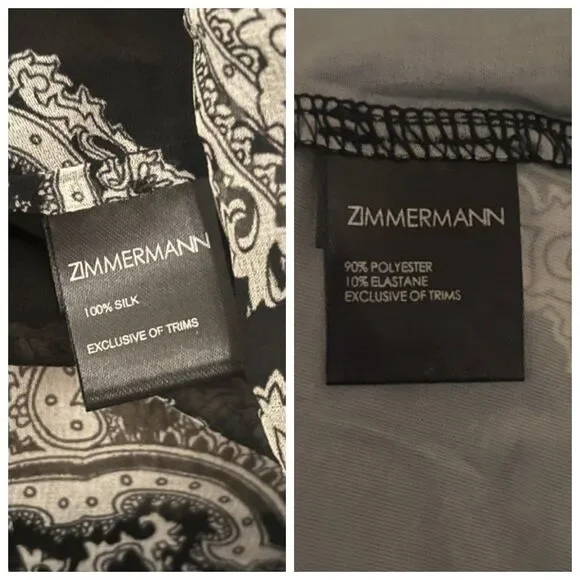 ZIMMERMANN
100% SILK
EXCLUSIVE OF TRIMS
ZIMMERMANN
90% POLYESTER
10% ELASTANE
EXCLUSIVE OF TRIMS